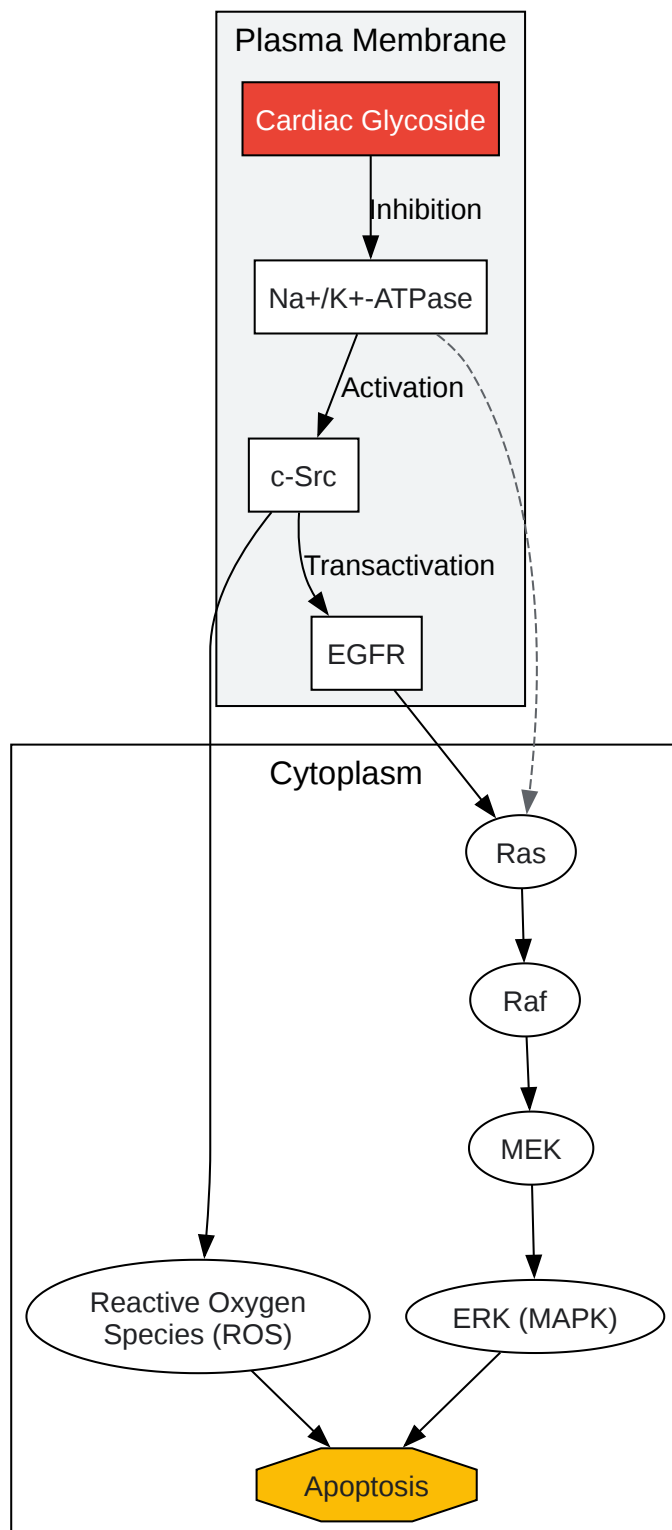 Plasma Membrane
Cardiac Glycoside
Inhibition
Na+/K+-ATPase
Activation
c-Src
Transactivation
EGFR
Cytoplasm
Ras
Raf
MEK
Reactive Oxygen
Species (ROS)
ERK (MAPK)
Apoptosis